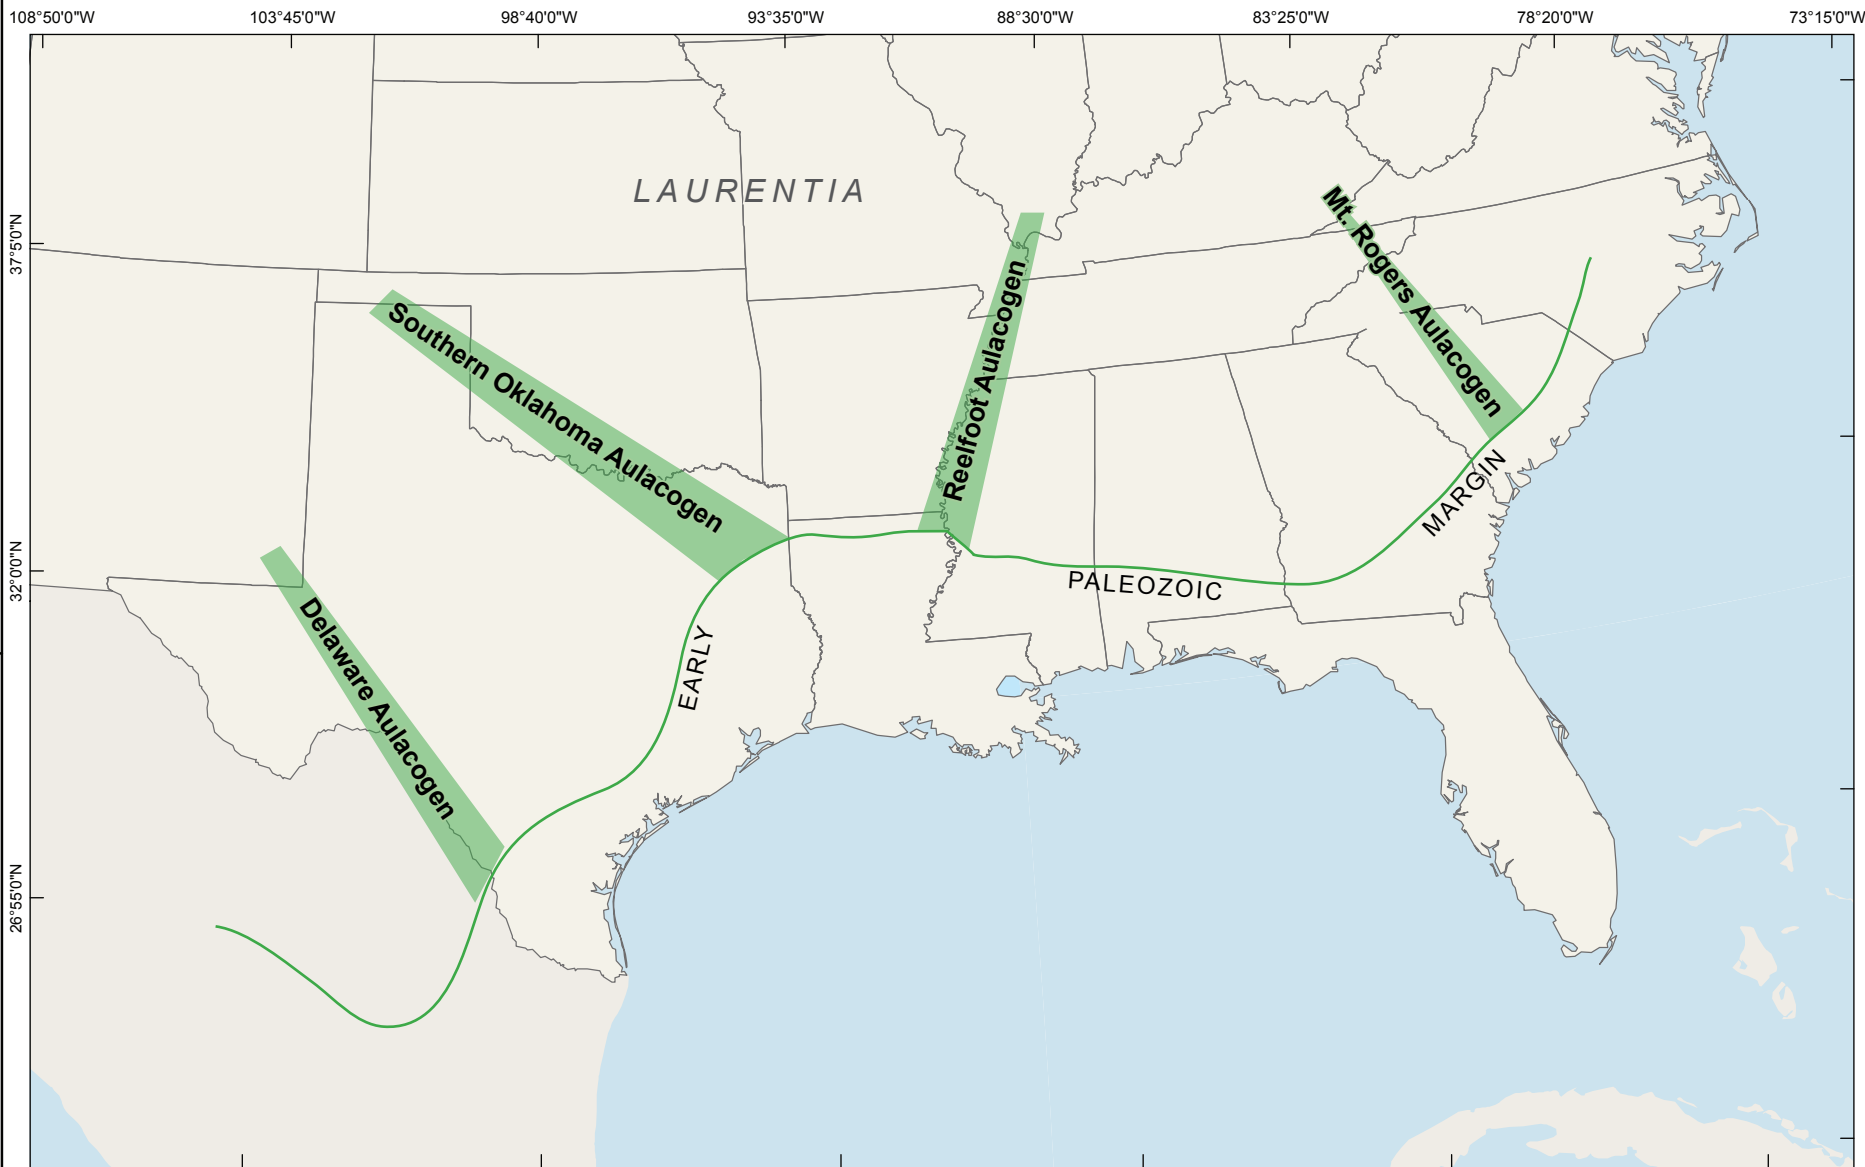 108°50'0"W
103°45'0"W
98°40'0"W
93°35'0"W
88°30'0"W
83°25'0"W
78°20'0"W
73°15'0"W
37°5'0"N
32°0'0"N
26°55'0"N
LAURENTIA
Mt. Rogers Aulacogen
Reelfoot Aulacogen
Southern Oklahoma Aulacogen
Delaware Aulacogen
EARLY
PALEOZOIC
MARGIN